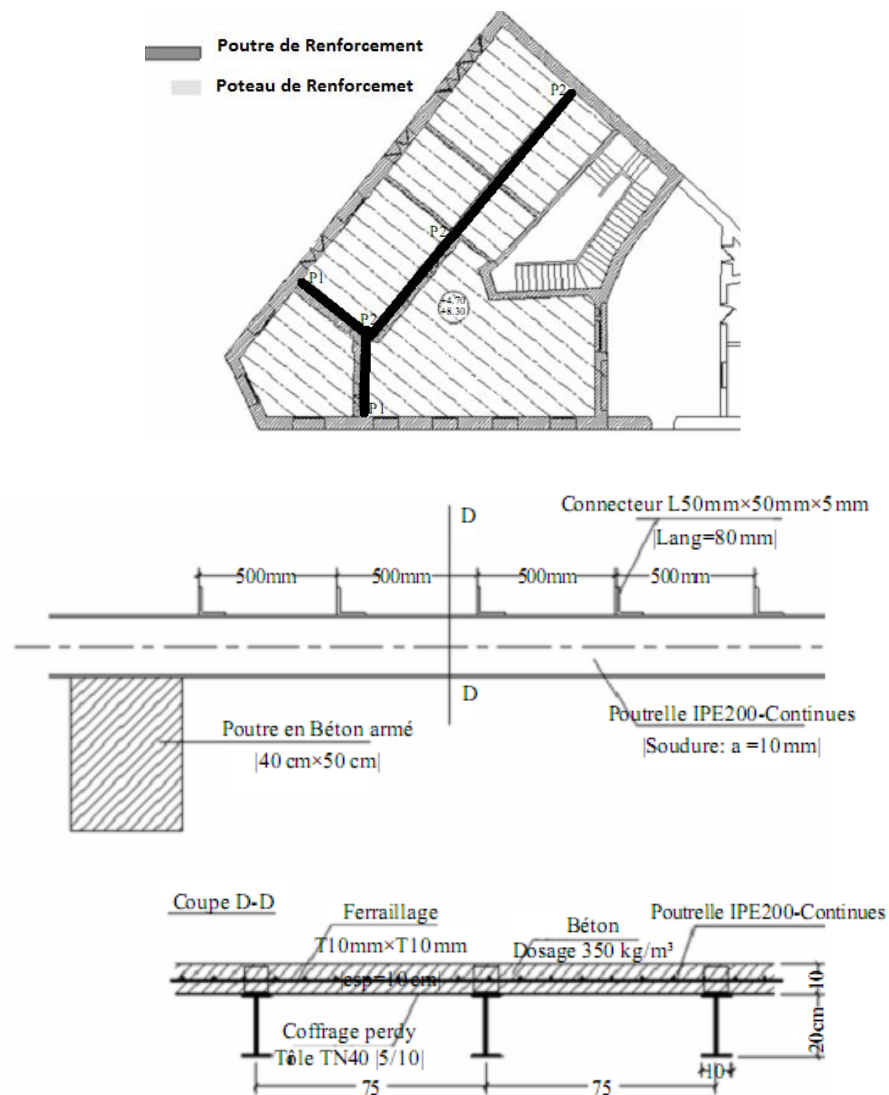 Poutre de Renforcement
Poteau de Renforcemet
P2
P2
P1
P2
+4.70
+8.30
P1
D
Connecteur L50mm×50mm×5mm
|Lang=80mm|
500mm 500mm 500mm 500mm
D
Poutre en Béton armé
|40 cm×50 cm|
Poutrelle IPE200-Continues
|Soudure: a =10mm|
Coupe D-D
Ferraillage
T10mm×T10mm
|esp=10cm|
Béton
Dosage 350 kg/m³
Poutrelle IPE200-Continues
10
20cm
Coffrage perdy
Tôle TN40 |5/10|
10
75 75